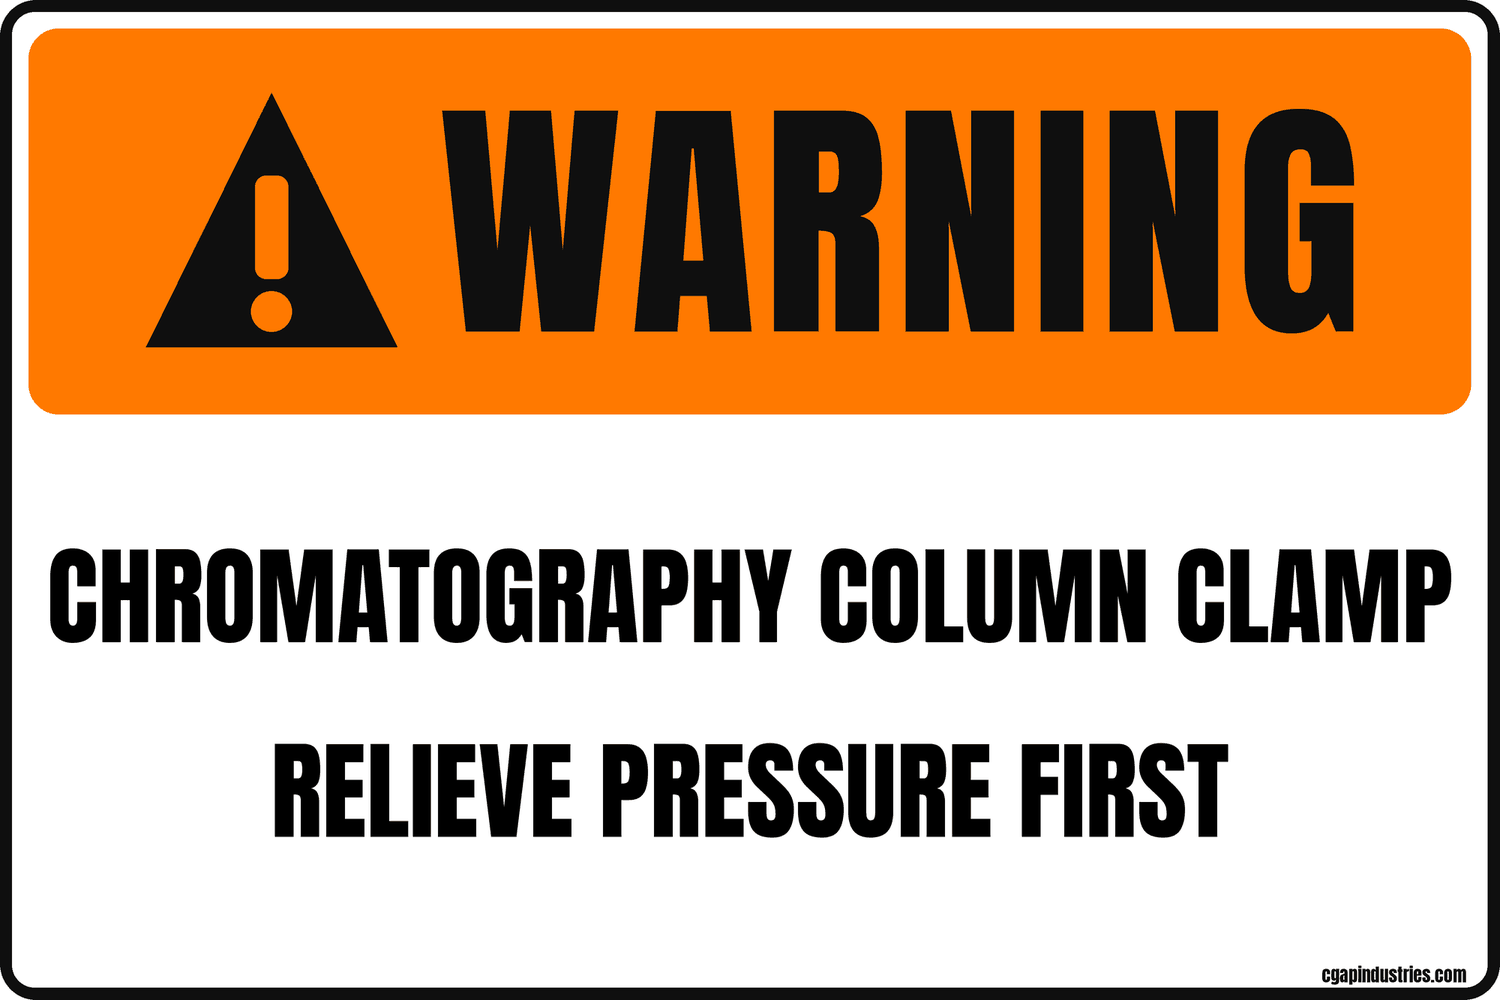 WARNING
CHROMATOGRAPHY COLUMN CLAMP
RELIEVE PRESSURE FIRST
cgapindustries.com